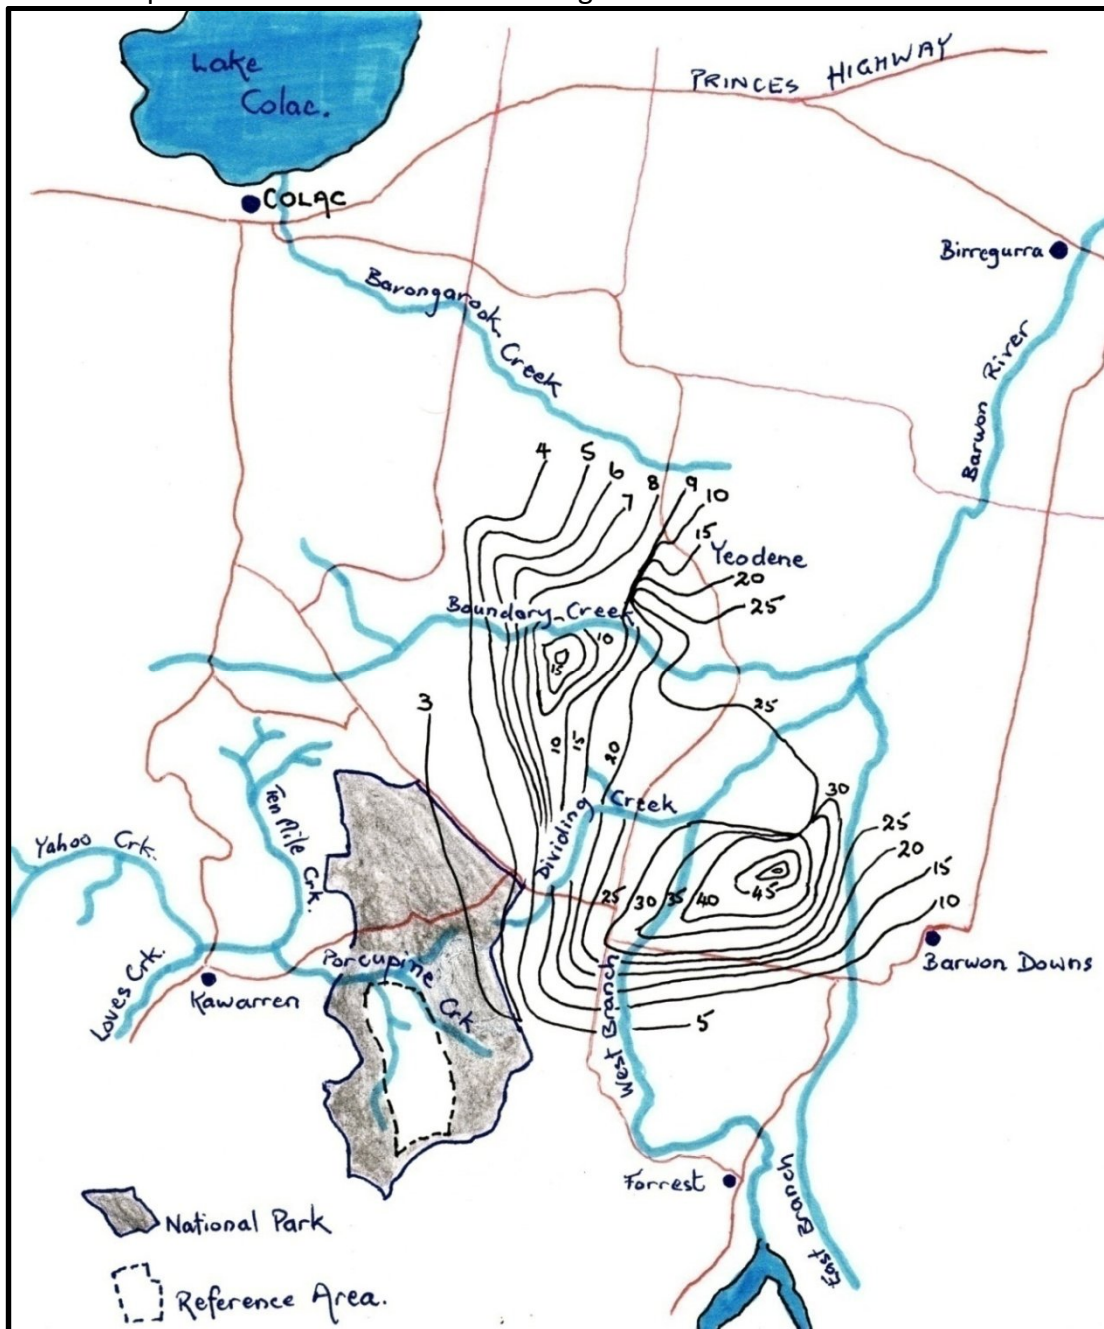 Lake
Colac.
PRINCES HIGHWAY
COLAC
Birregurra
Barongarook
Creek
Barwon River
4
5
6
7
8
9
10
15
Yeodene
20
25
Boundary Creek
10
15
3
25
10
15
20
30
Ten Mile Crk.
Dividing Creek
25
20
15
10
Yahoo Crk.
25
30
35
40
45
Barwon Downs
Loves Crk.
Kawarren
Porcupine Crk
West Branch
5
Forrest
East Branch
National Park
Reference Area.